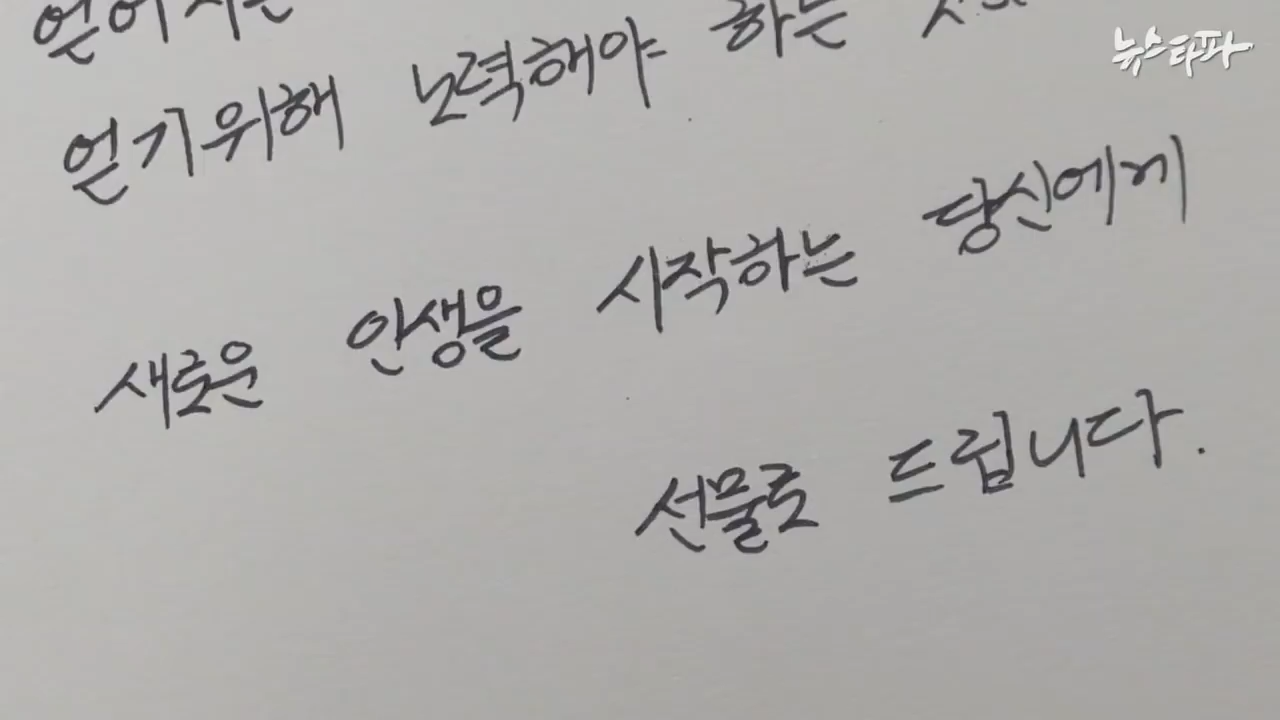 뉴스타파
얻기위해 노력해야 하는
새로운 인생을 시작하는 당신에게
선물로 드립니다.